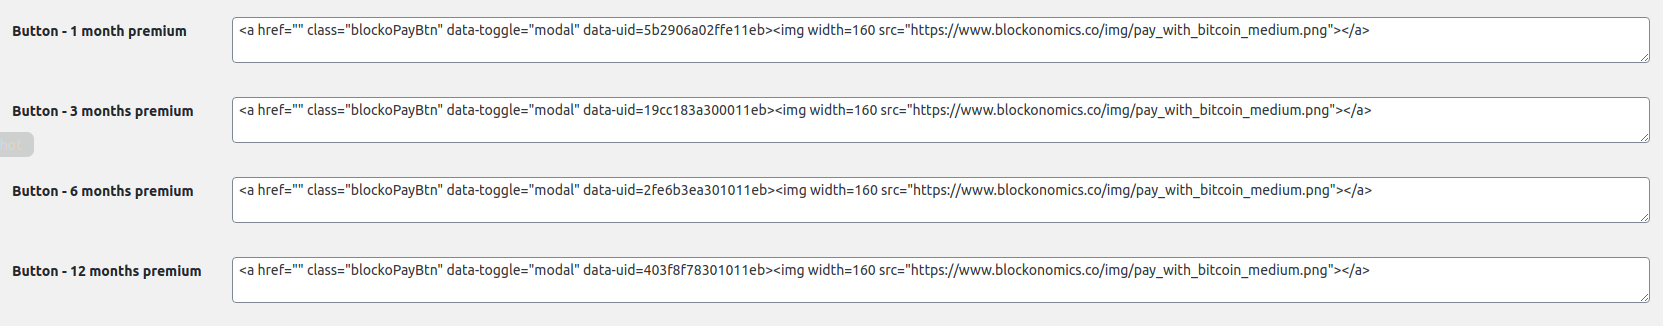 Button - 1 month premium
<a href="" class="blockoPayBtn" data-toggle="modal" data-uid=5b2906a02ffe11eb><img width=160 src="https://www.blockonomics.co/img/pay_with_bitcoin_medium.png"></a>
Button - 3 months premium
<a href="" class="blockoPayBtn" data-toggle="modal" data-uid=19cc183a300011eb><img width=160 src="https://www.blockonomics.co/img/pay_with_bitcoin_medium.png"></a>
Button - 6 months premium
<a href="" class="blockoPayBtn" data-toggle="modal" data-uid=2fe6b3ea301011eb><img width=160 src="https://www.blockonomics.co/img/pay_with_bitcoin_medium.png"></a>
Button - 12 months premium
<a href="" class="blockoPayBtn" data-toggle="modal" data-uid=403f8f78301011eb><img width=160 src="https://www.blockonomics.co/img/pay_with_bitcoin_medium.png"></a>